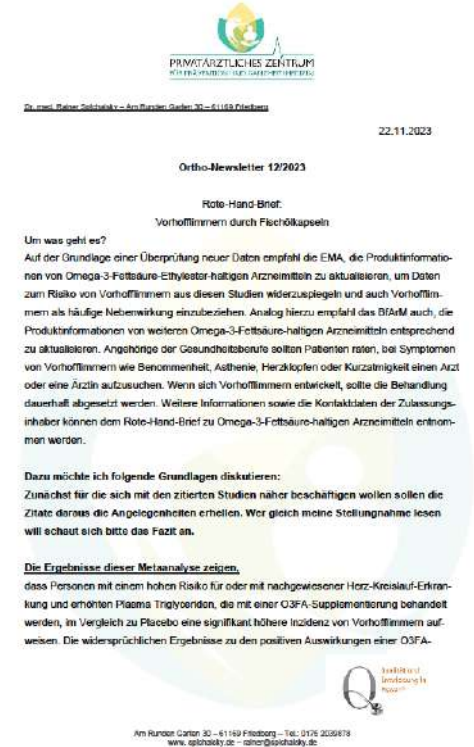 PRIVATÄRZTLICHES ZENTRUM
FÜR PRÄVENTION UND GANZHEITSMEDIZIN
Dr. med. Rainer Spichalsky – Am Runden Garten 30 – 61169 Friedberg
22.11.2023
Ortho-Newsletter 12/2023
Rote-Hand-Brief:
Vorhofflimmern durch Fischölkapseln
Um was geht es?
Auf der Grundlage einer Überprüfung neuer Daten empfahl die EMA, die Produktinformatio-
nen von Omega-3-Fettsäure-Ethylester-haltigen Arzneimitteln zu aktualisieren, um Daten
zum Risiko von Vorhofflimmern aus diesen Studien widerzuspiegeln und auch Vorhofflim-
mern als häufige Nebenwirkung einzubeziehen. Analog hierzu empfahl das BfArM auch, die
Produktinformationen von weiteren Omega-3-Fettsäure-haltigen Arzneimitteln entsprechend
zu aktualisieren. Angehörige der Gesundheitsberufe sollten Patienten raten, bei Symptomen
von Vorhofflimmern wie Benommenheit, Asthenie, Herzklopfen oder Kurzatmigkeit einen Arzt
oder eine Ärztin aufzusuchen. Wenn sich Vorhofflimmern entwickelt, sollte die Behandlung
dauerhaft abgesetzt werden. Weitere Informationen sowie die Kontaktdaten der Zulassungs-
inhaber können dem Rote-Hand-Brief zu Omega-3-Fettsäure-haltigen Arzneimitteln entnom-
men werden.
Dazu möchte ich folgende Grundlagen diskutieren:
Zunächst für die sich mit den zitierten Studien näher beschäftigen wollen sollen die
Zitate daraus die Angelegenheiten erhellen. Wer gleich meine Stellungnahme lesen
will schaut sich bitte das Fazit an.
Die Ergebnisse dieser Metaanalyse zeigen,
dass Personen mit einem hohen Risiko für oder mit nachgewiesener Herz-Kreislauf-Erkran-
kung und erhöhten Plasma Triglyceriden, die mit einer O3FA-Supplementierung behandelt
werden, im Vergleich zu Placebo eine signifikant höhere Inzidenz von Vorhofflimmern auf-
weisen. Die widersprüchlichen Ergebnisse zu den positiven Auswirkungen einer O3FA-
Am Runden Garten 30 – 61169 Friedberg – Tel.: 0175 2039878
www. spichalsky.de – rainer@spichalsky.de